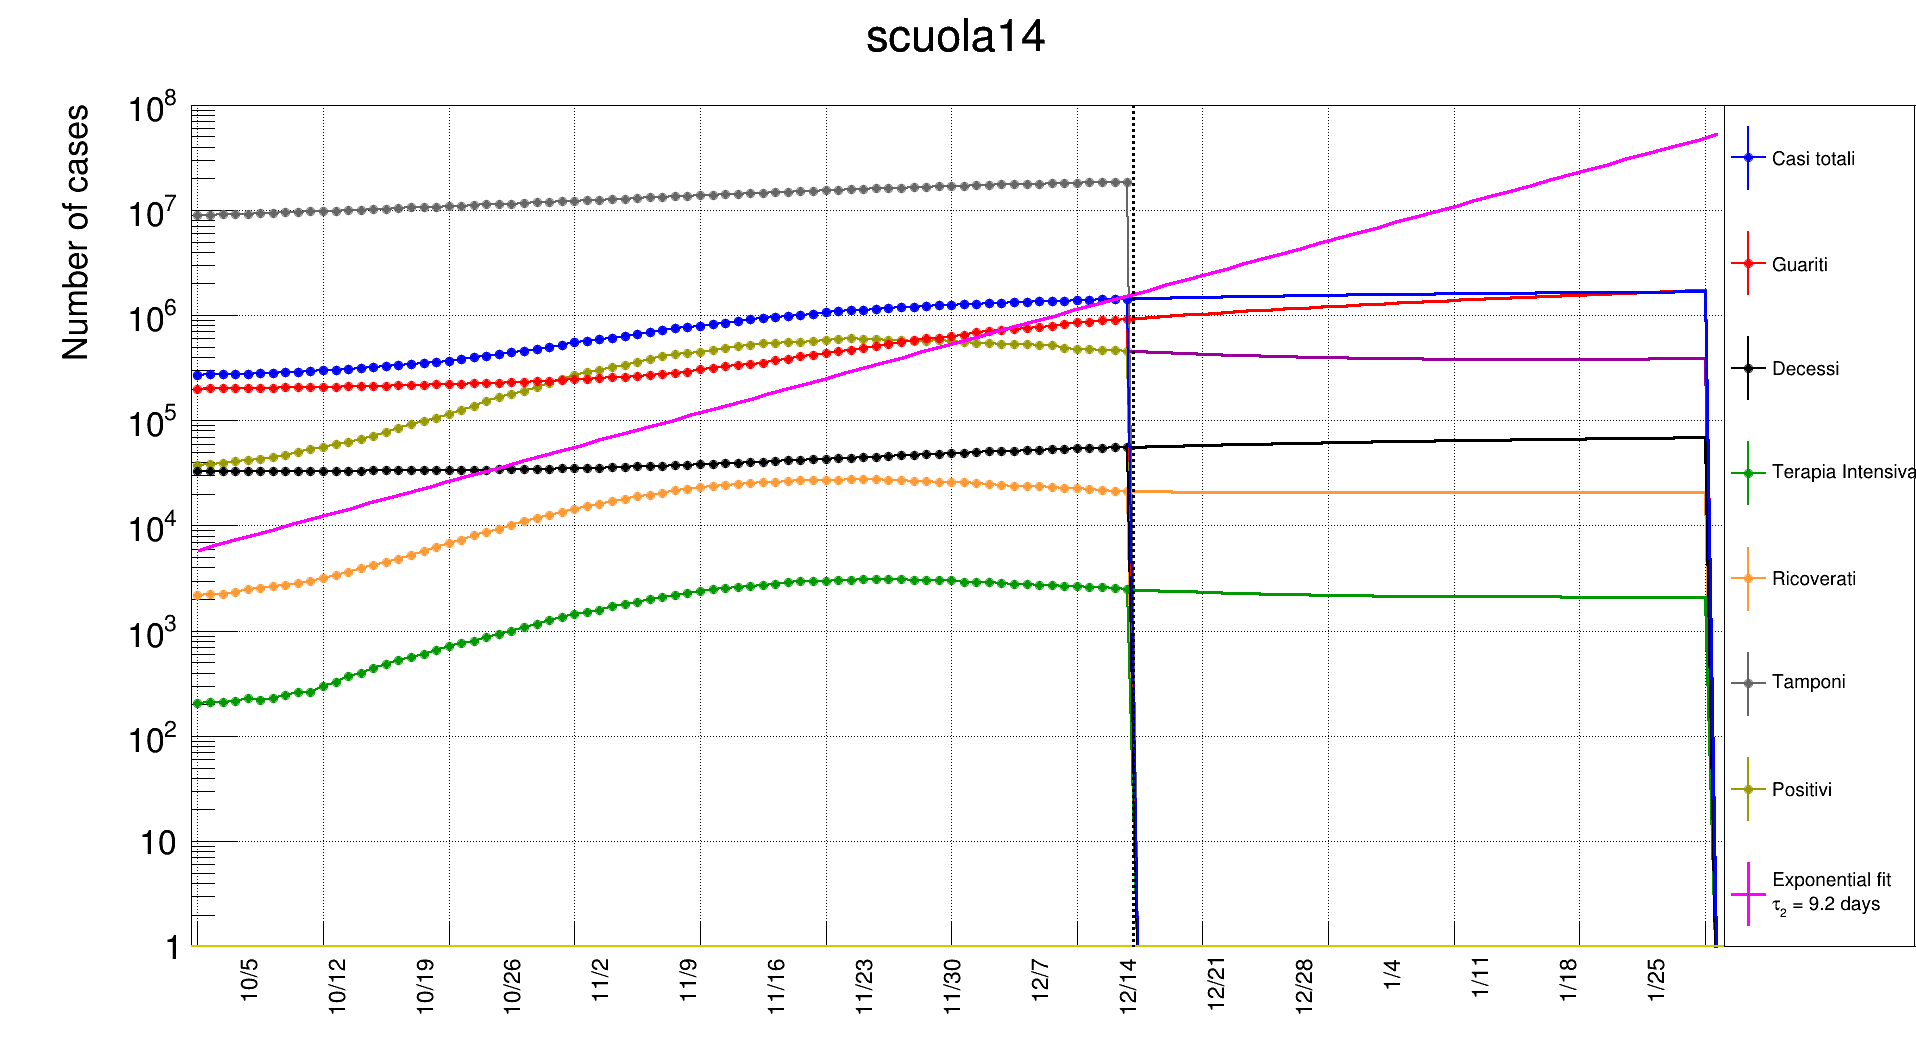 scuola14
Number of cases
10^8
10^7
10^6
10^5
10^4
10^3
10^2
10
1
10/5
10/12
10/19
10/26
11/2
11/9
11/16
11/23
11/30
12/7
12/14
12/21
12/28
1/4
1/11
1/18
1/25
Casi totali
Guariti
Decessi
Terapia Intensiva
Ricoverati
Tamponi
Positivi
Exponential fit
τ_2 = 9.2 days